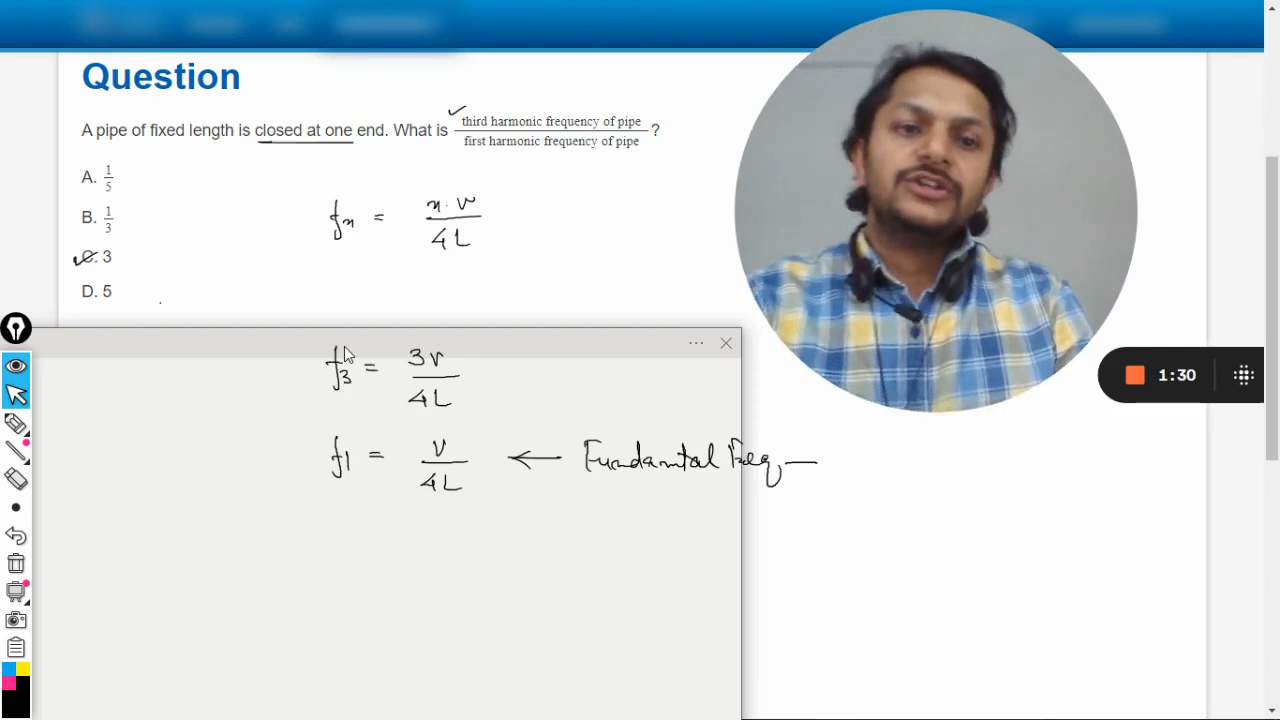 Question
A pipe of fixed length is closed at one end. What is third harmonic frequency of pipe / first harmonic frequency of pipe ?
A. 1/5
B. 1/3
C. 3
D. 5
fn = n·v / 4L
f3 = 3v / 4L
f1 = v / 4L ← Fundamtal Freq
1:30